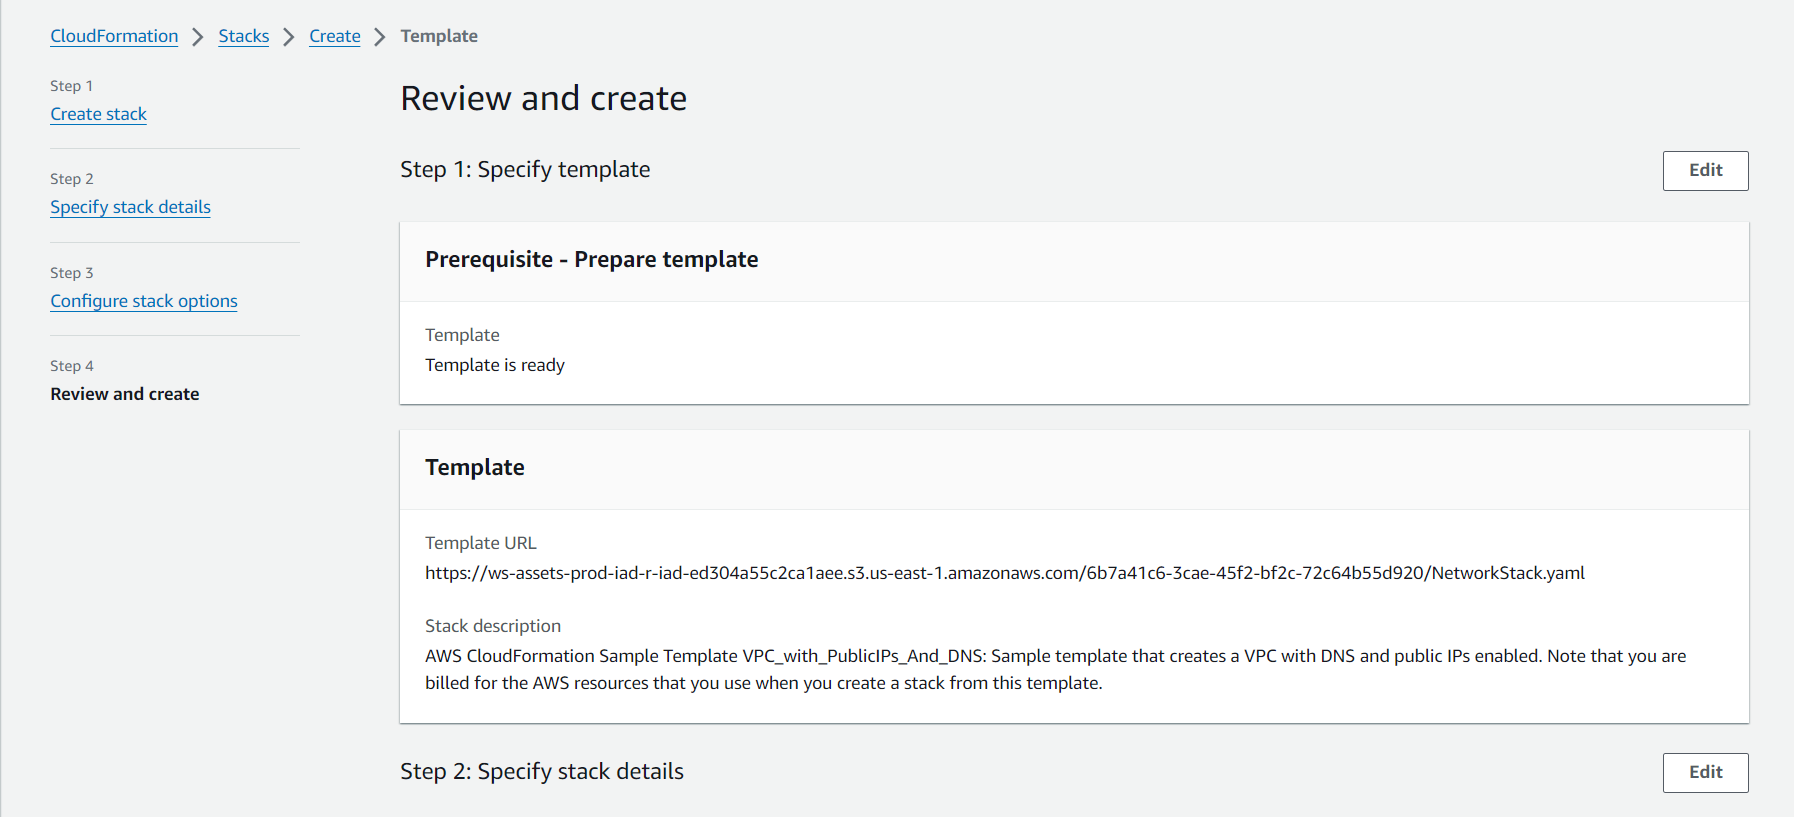 CloudFormation > Stacks > Create > Template
Step 1
Create stack
Step 2
Specify stack details
Step 3
Configure stack options
Step 4
Review and create
Review and create
Step 1: Specify template
Edit
Prerequisite - Prepare template
Template
Template is ready
Template
Template URL
https://ws-assets-prod-iad-r-iad-ed304a55c2ca1aee.s3.us-east-1.amazonaws.com/6b7a41c6-3cae-45f2-bf2c-72c64b55d920/NetworkStack.yaml
Stack description
AWS CloudFormation Sample Template VPC_with_PublicIPs_And_DNS: Sample template that creates a VPC with DNS and public IPs enabled. Note that you are
billed for the AWS resources that you use when you create a stack from this template.
Step 2: Specify stack details
Edit